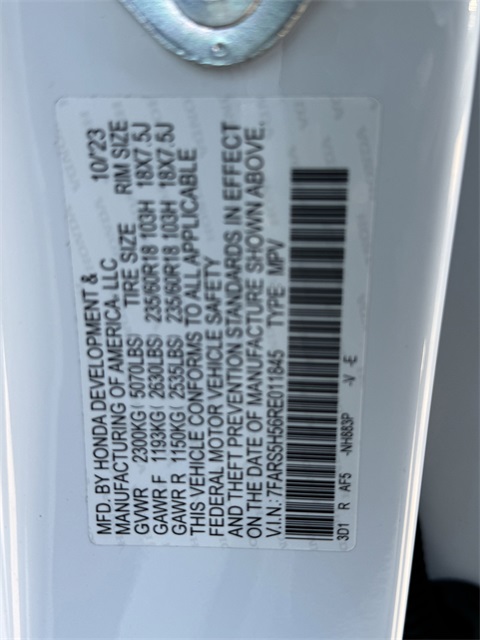 MFD. BY HONDA DEVELOPMENT & 10/23
MANUFACTURING OF AMERICA, LLC
GVWR 2300KG( 5070LBS) TIRE SIZE RIM SIZE
GAWR F 1193KG( 2630LBS) 235/60R18 103H 18X7.5J
GAWR R 1150KG( 2535LBS) 235/60R18 103H 18X7.5J
THIS VEHICLE CONFORMS TO ALL APPLICABLE
FEDERAL MOTOR VEHICLE SAFETY
AND THEFT PREVENTION STANDARDS IN EFFECT
ON THE DATE OF MANUFACTURE SHOWN ABOVE.
V.I.N.: 7FARS5H56RE011845 TYPE: MPV
3D1 R AF5 -NH883P -V -E